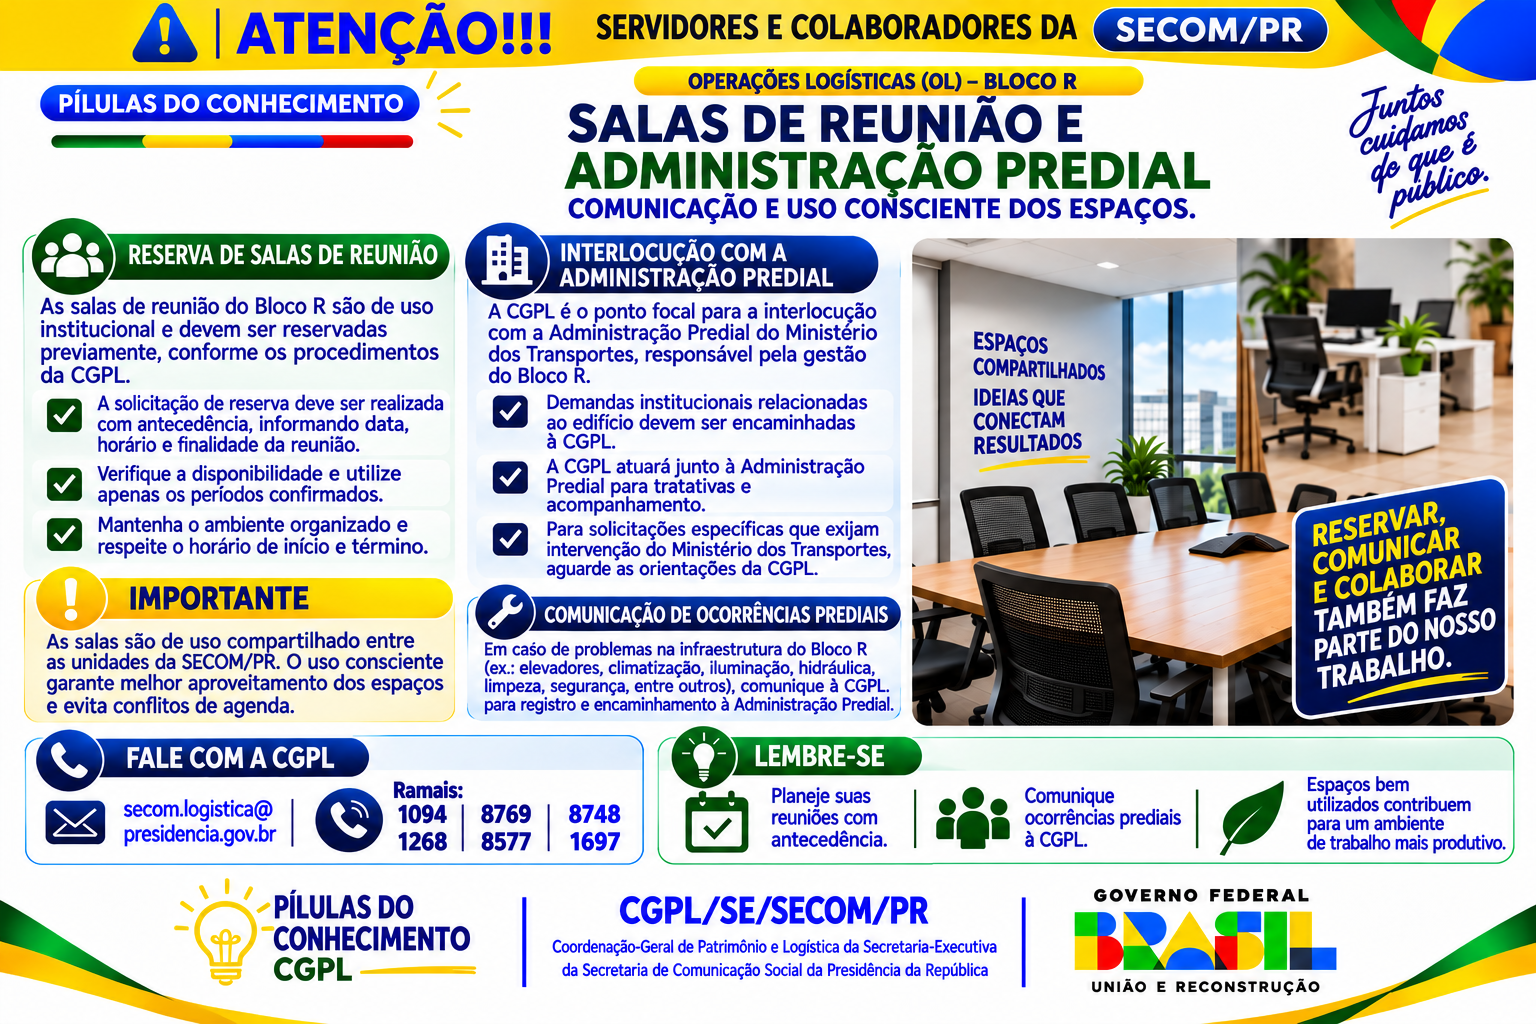 ATENÇÃO!!!
SERVIDORES E COLABORADORES DA
SECOM/PR
PÍLULAS DO CONHECIMENTO
OPERAÇÕES LOGÍSTICAS (OL) – BLOCO R
SALAS DE REUNIÃO E
ADMINISTRAÇÃO PREDIAL
COMUNICAÇÃO E USO CONSCIENTE DOS ESPAÇOS.
Juntos
cuidamos
do que é
público.
RESERVA DE SALAS DE REUNIÃO
As salas de reunião do Bloco R são de uso
institucional e devem ser reservadas
previamente, conforme os procedimentos
da CGPL.
A solicitação de reserva deve ser realizada
com antecedência, informando data,
horário e finalidade da reunião.
Verifique a disponibilidade e utilize
apenas os períodos confirmados.
Mantenha o ambiente organizado e
respeite o horário de início e término.
IMPORTANTE
As salas são de uso compartilhado entre
as unidades da SECOM/PR. O uso consciente
garante melhor aproveitamento dos espaços
e evita conflitos de agenda.
INTERLOCUÇÃO COM A
ADMINISTRAÇÃO PREDIAL
A CGPL é o ponto focal para a interlocução
com a Administração Predial do Ministério
dos Transportes, responsável pela gestão
do Bloco R.
Demandas institucionais relacionadas
ao edifício devem ser encaminhadas
à CGPL.
A CGPL atuará junto à Administração
Predial para tratativas e
acompanhamento.
Para solicitações específicas que exijam
intervenção do Ministério dos Transportes,
aguarde as orientações da CGPL.
COMUNICAÇÃO DE OCORRÊNCIAS PREDIAIS
Em caso de problemas na infraestrutura do Bloco R
(ex.: elevadores, climatização, iluminação, hidráulica,
limpeza, segurança, entre outros), comunique à CGPL.
para registro e encaminhamento à Administração Predial.
ESPAÇOS
COMPARTILHADOS
IDEIAS QUE
CONECTAM
RESULTADOS
RESERVAR,
COMUNICAR
E COLABORAR
TAMBÉM FAZ
PARTE DO NOSSO
TRABALHO.
FALE COM A CGPL
secom.logistica@
presidencia.gov.br
Ramais:
1094 8769 8748
1268 8577 1697
LEMBRE-SE
Planeje suas
reuniões com
antecedência.
Comunique
ocorrências prediais
à CGPL.
Espaços bem
utilizados contribuem
para um ambiente
de trabalho mais produtivo.
PÍLULAS DO
CONHECIMENTO
CGPL
CGPL/SE/SECOM/PR
Coordenação-Geral de Patrimônio e Logística da Secretaria-Executiva
da Secretaria de Comunicação Social da Presidência da República
GOVERNO FEDERAL
BRASIL
UNIÃO E RECONSTRUÇÃO